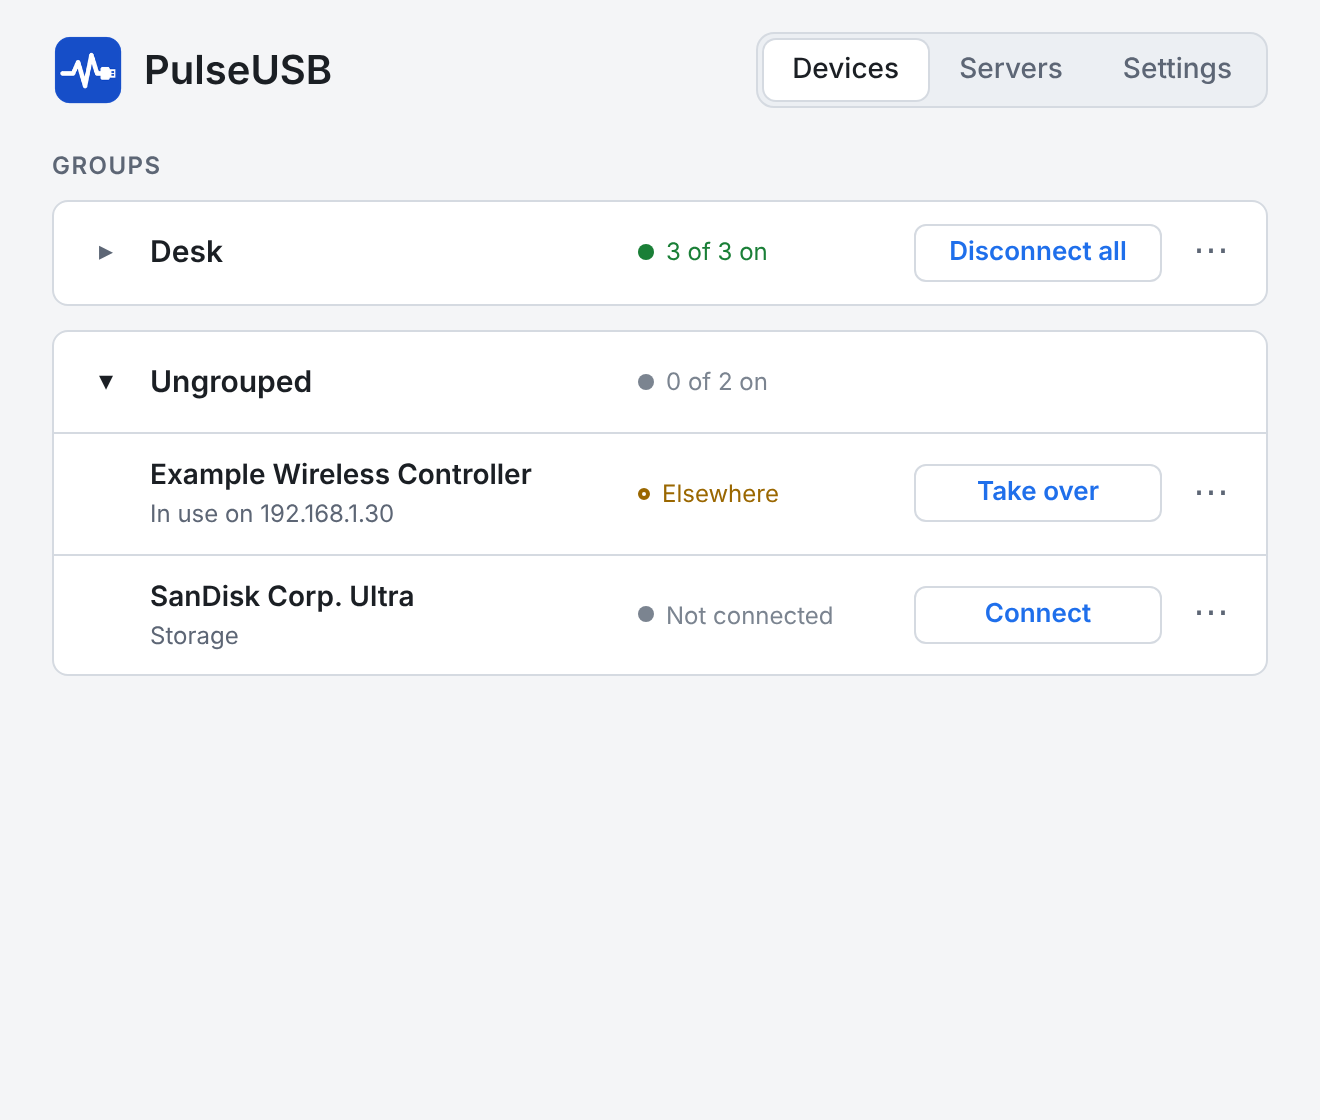 PulseUSB
Devices Servers Settings
GROUPS
▶ Desk 3 of 3 on Disconnect all ···
▼ Ungrouped 0 of 2 on
Example Wireless Controller
In use on 192.168.1.30
Elsewhere Take over ···
SanDisk Corp. Ultra
Storage
Not connected Connect ···